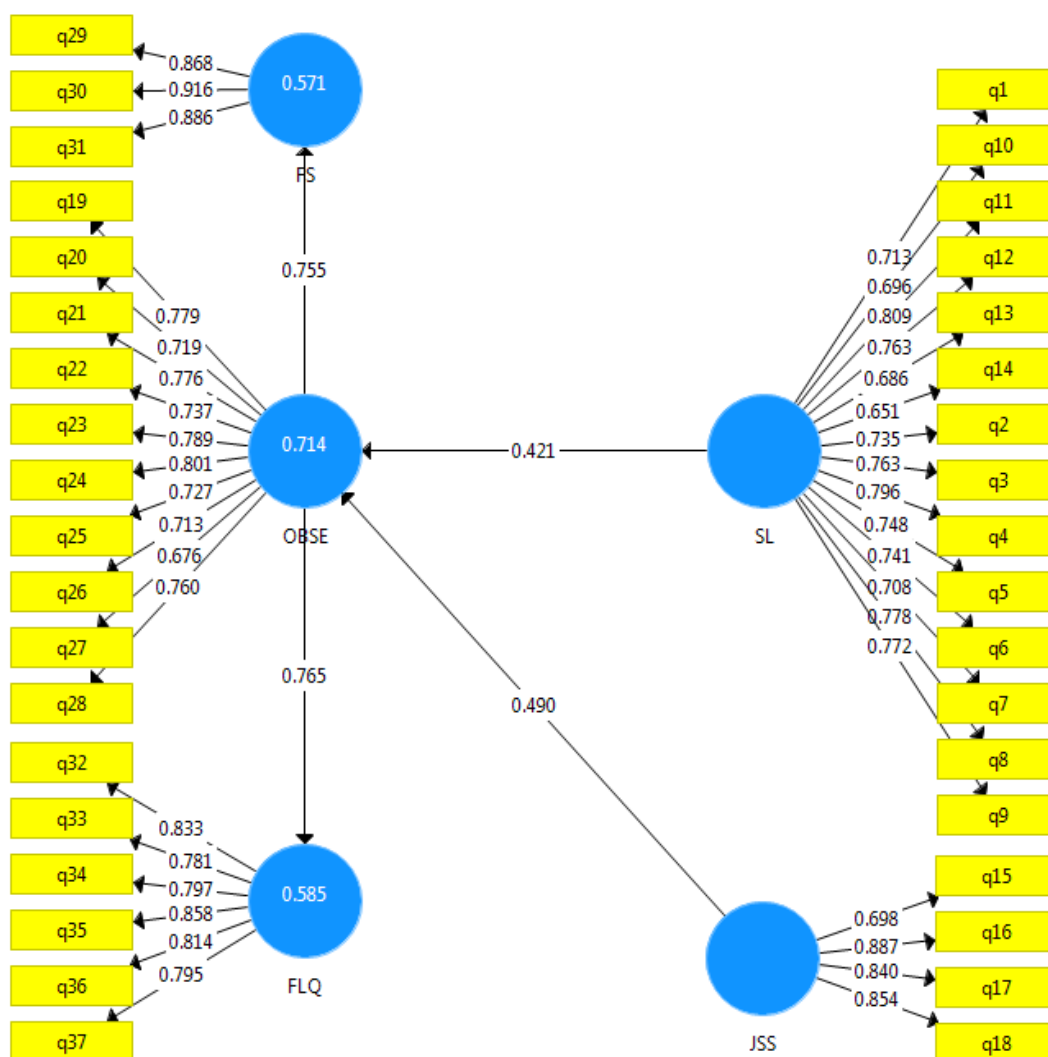 q29
q30
q31
q19
q20
q21
q22
q23
q24
q25
q26
q27
q28
q32
q33
q34
q35
q36
q37
0.868
0.916
0.886
0.571
FS
0.755
0.779
0.719
0.776
0.737
0.789
0.801
0.727
0.713
0.676
0.760
0.714
OBSE
0.765
0.833
0.781
0.797
0.858
0.814
0.795
0.585
FLQ
0.421
0.490
SL
0.713
0.696
0.809
0.763
0.686
0.651
0.735
0.763
0.796
0.748
0.741
0.708
0.778
0.772
JSS
0.698
0.887
0.840
0.854
q1
q10
q11
q12
q13
q14
q2
q3
q4
q5
q6
q7
q8
q9
q15
q16
q17
q18